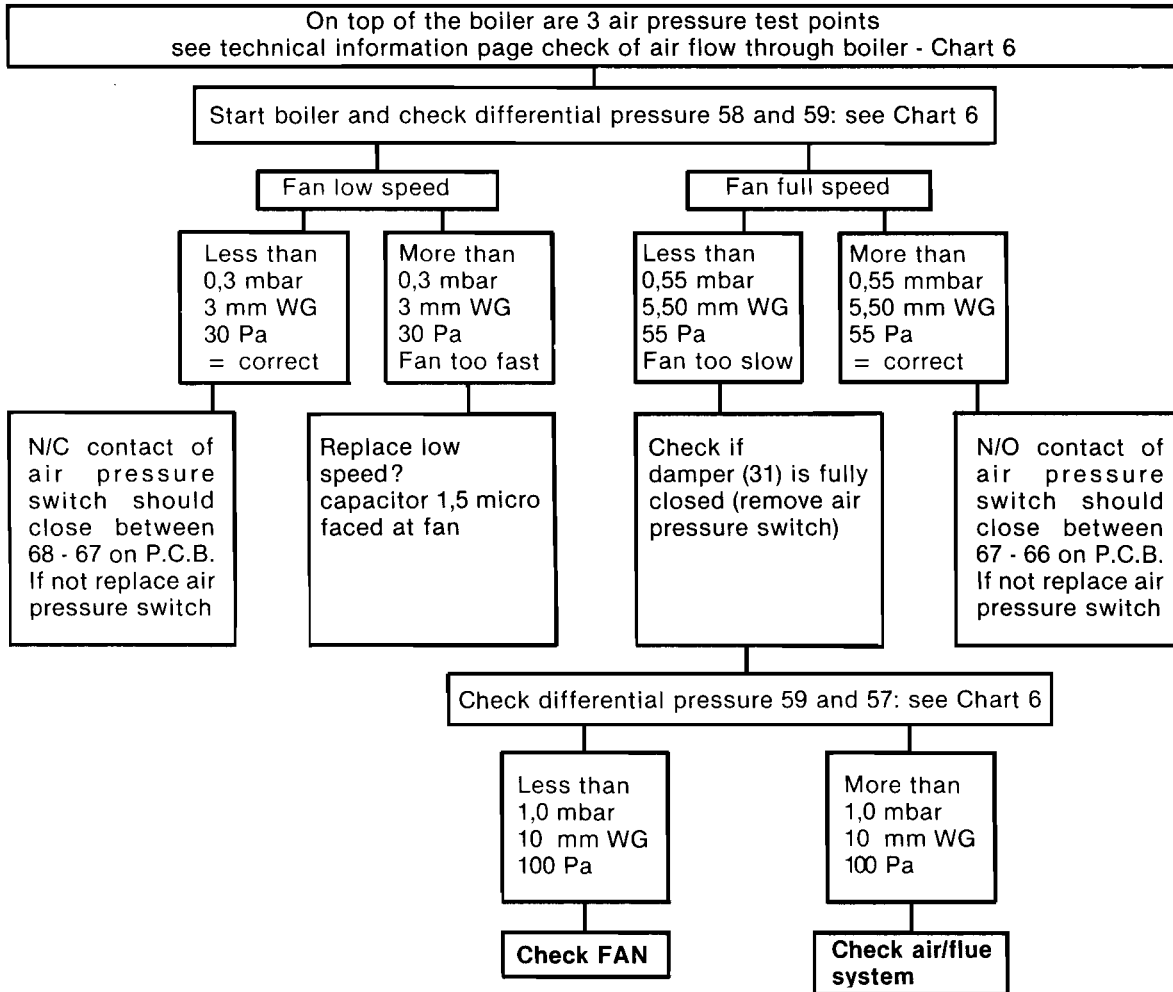 On top of the boiler are 3 air pressure test points
see technical information page check of air flow through boiler - Chart 6
Start boiler and check differential pressure 58 and 59: see Chart 6
Fan low speed
Fan full speed
Less than
0,3 mbar
3 mm WG
30 Pa
= correct
More than
0,3 mbar
3 mm WG
30 Pa
Fan too fast
Less than
0,55 mbar
5,50 mm WG
55 Pa
Fan too slow
More than
0,55 mmbar
5,50 mm WG
55 Pa
= correct
N/C contact of
air pressure
switch should
close between
68 - 67 on P.C.B.
If not replace air
pressure switch
Replace low
speed?
capacitor 1,5 micro
faced at fan
Check if
damper (31) is fully
closed (remove air
pressure switch)
N/O contact of
air pressure
switch should
close between
67 - 66 on P.C.B.
If not replace air
pressure switch
Check differential pressure 59 and 57: see Chart 6
Less than
1,0 mbar
10 mm WG
100 Pa
More than
1,0 mbar
10 mm WG
100 Pa
Check FAN
Check air/flue
system